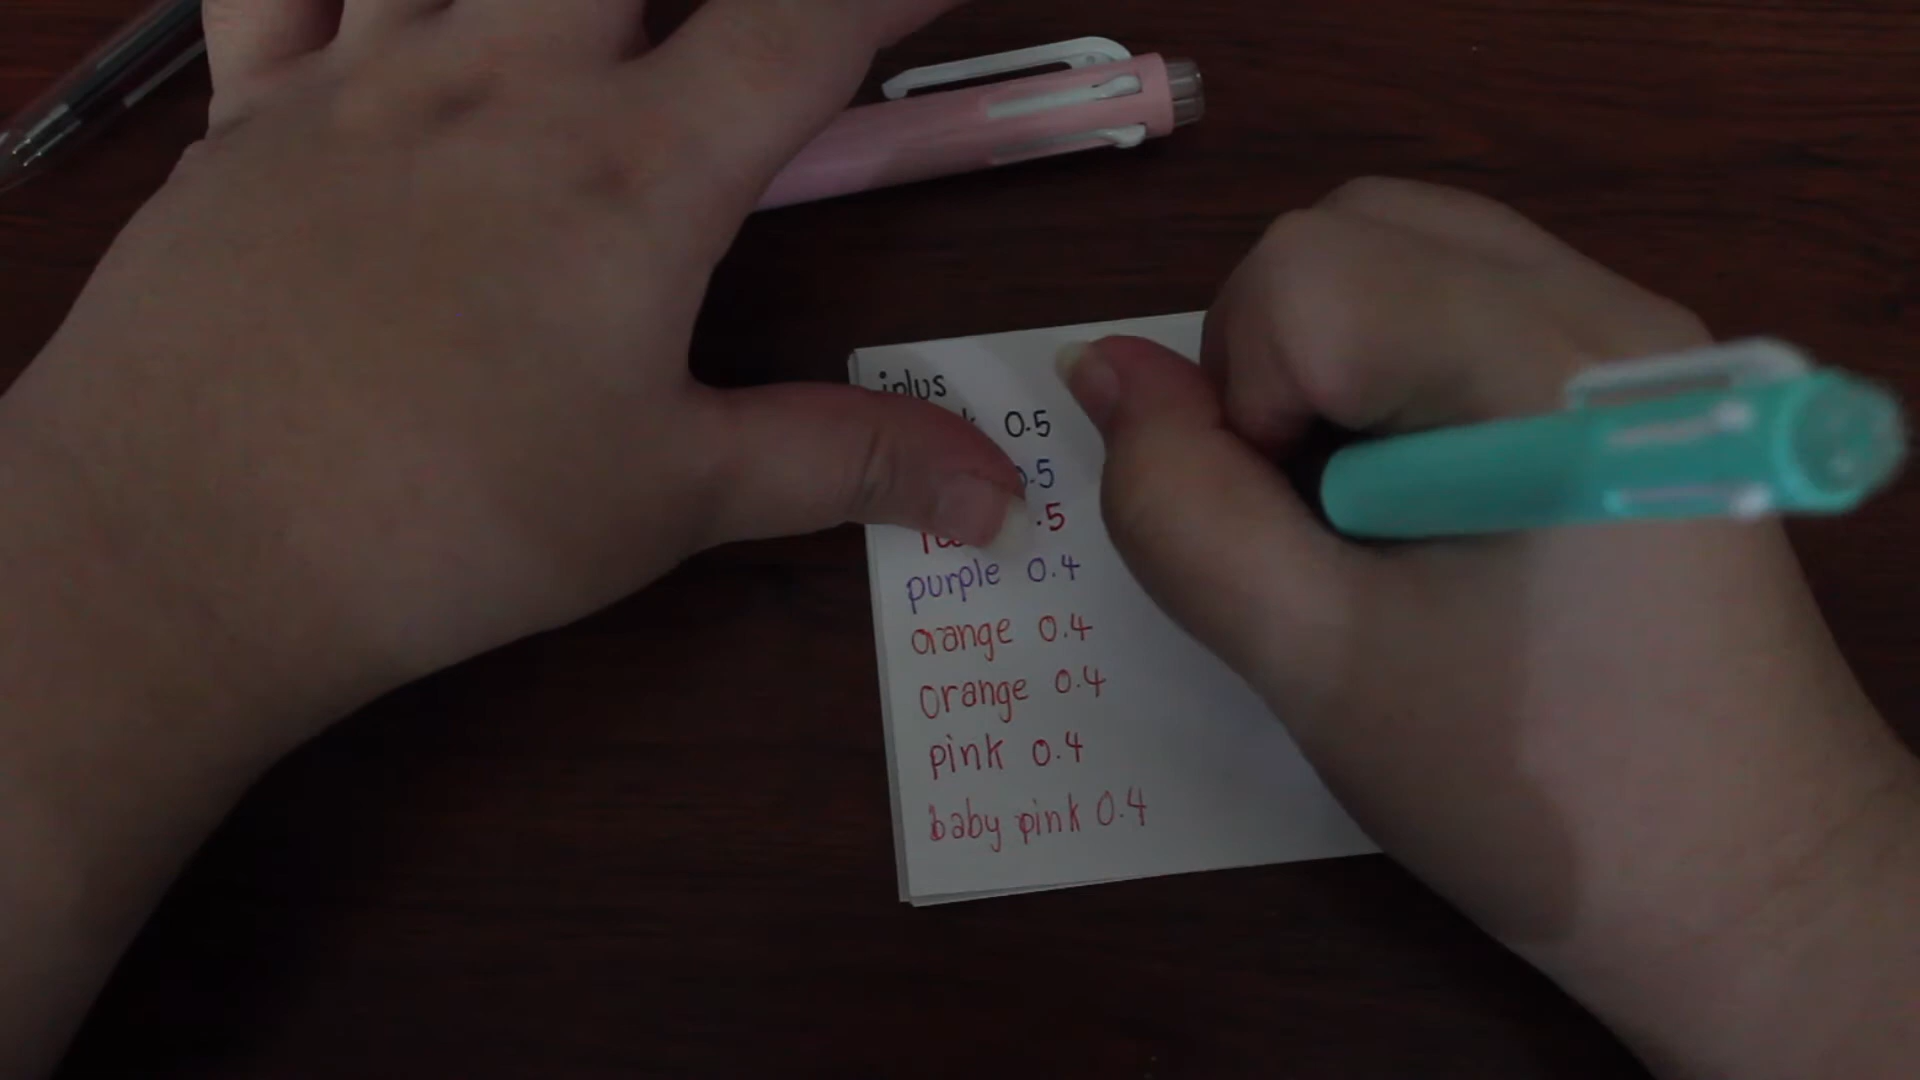 iplus
0.5
0.5
.5
purple 0.4
orange 0.4
orange 0.4
pink 0.4
baby pink 0.4